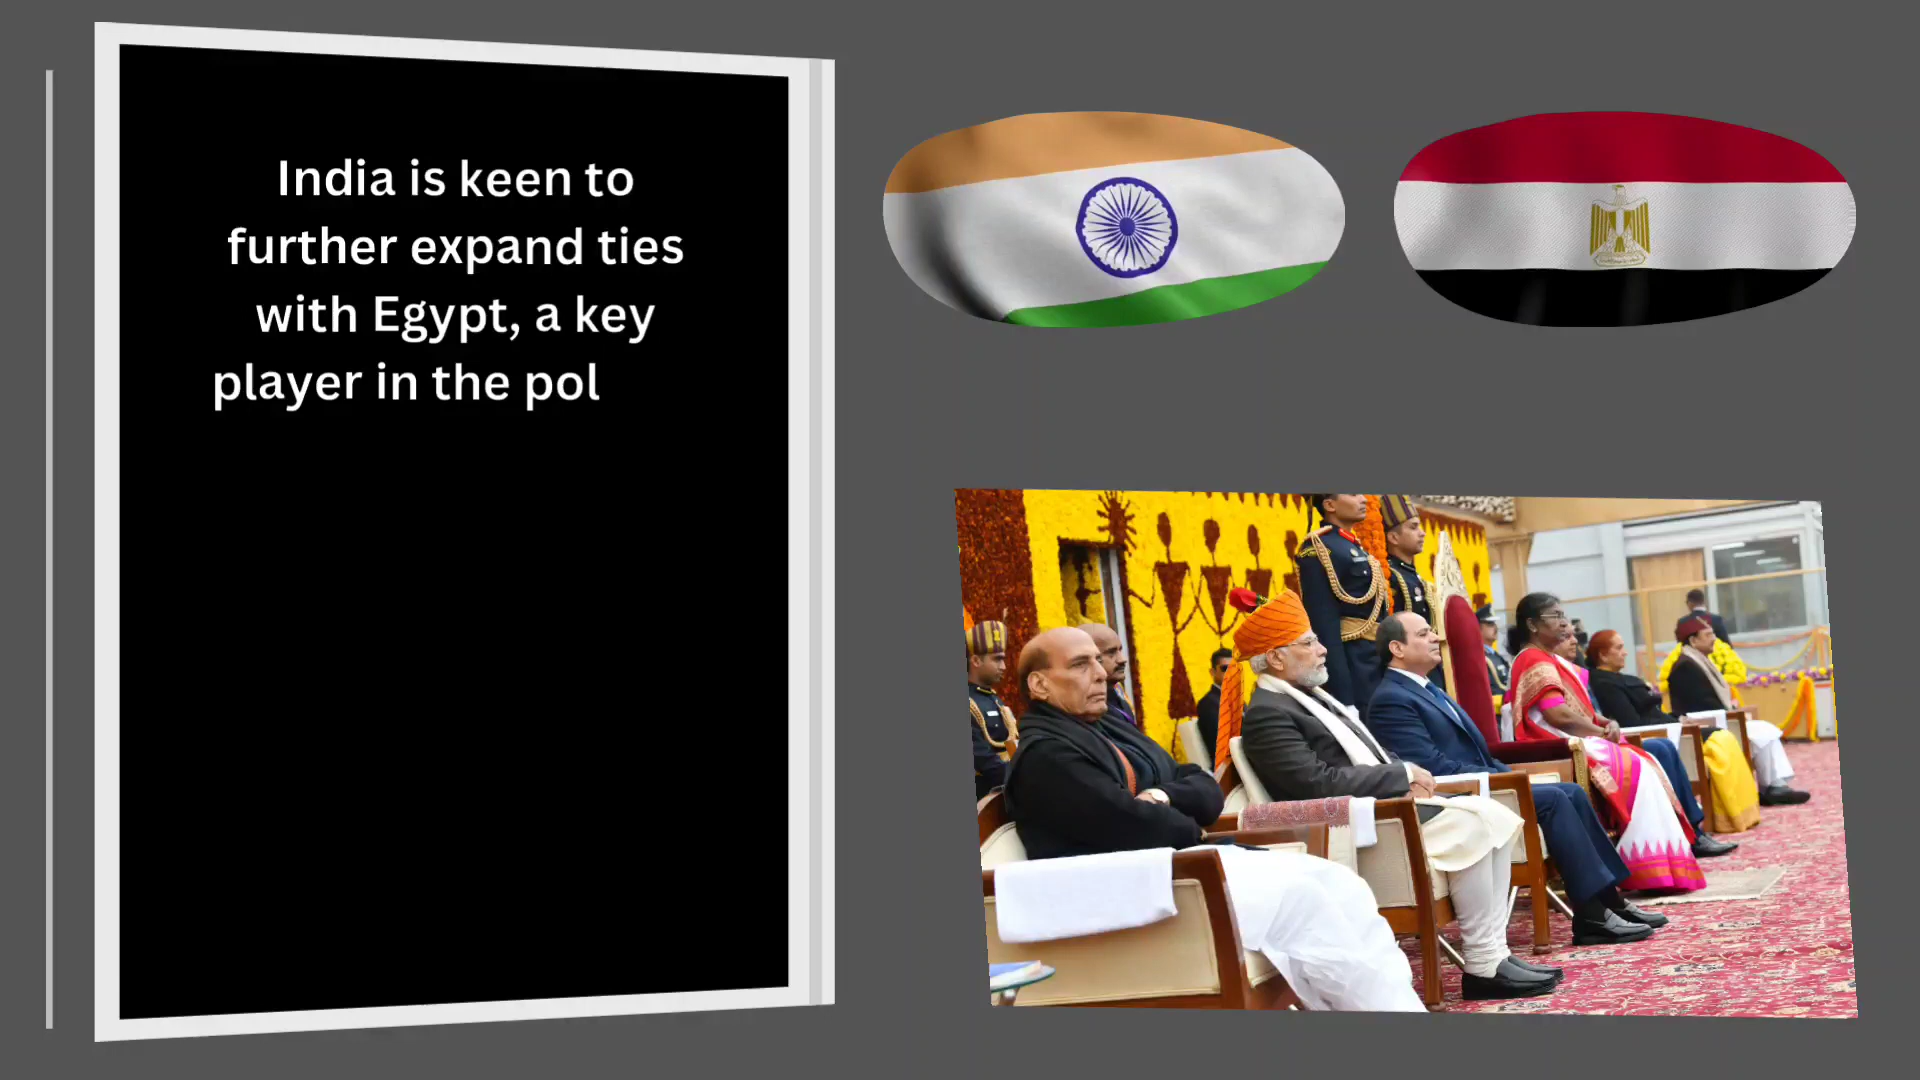 India is keen to
further expand ties
with Egypt, a key
player in the pol